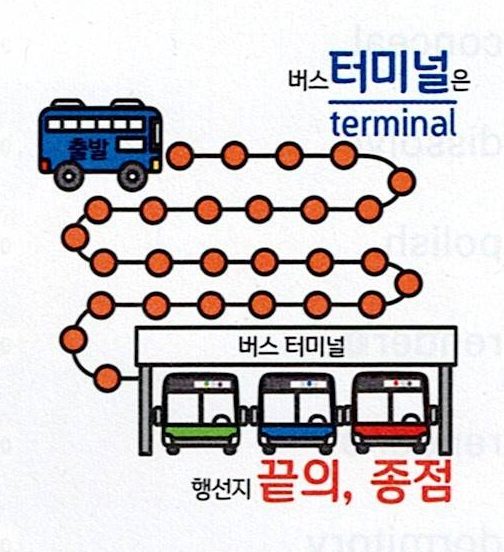 버스 터미널은
terminal
출발
버스 터미널
행선지 끝의, 종점